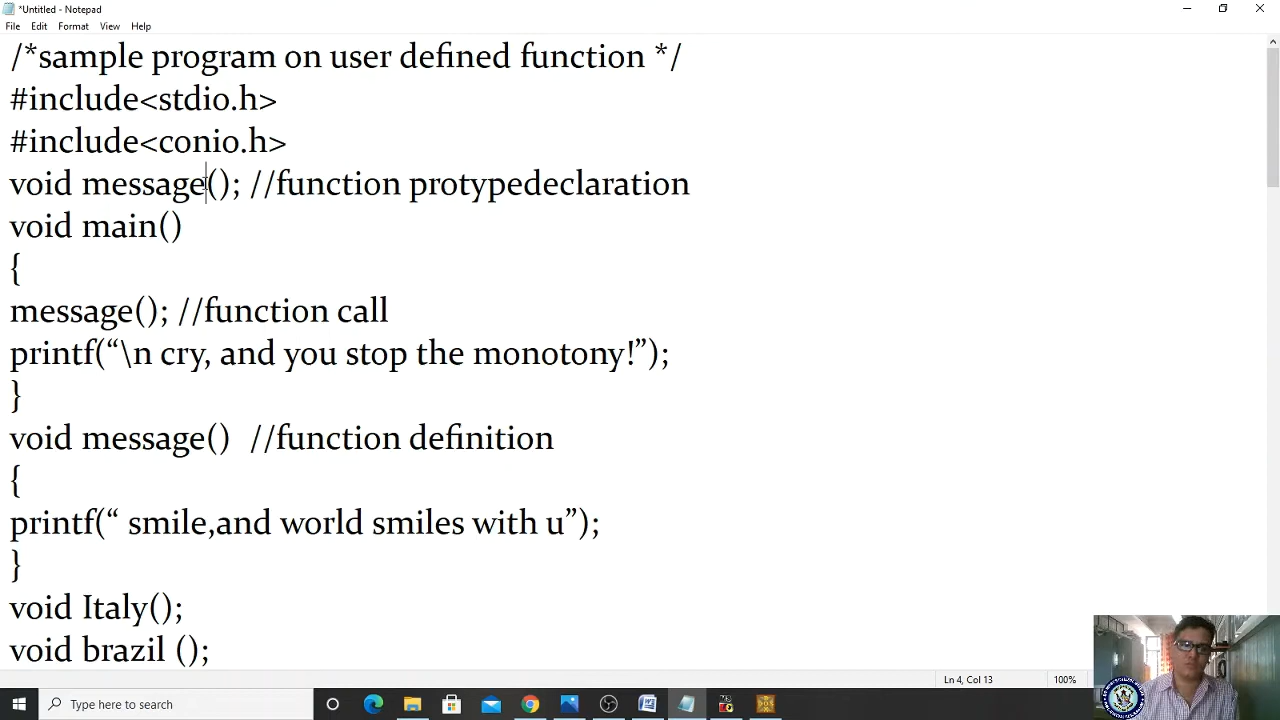 *Untitled - Notepad
File Edit Format View Help
/*sample program on user defined function */
#include<stdio.h>
#include<conio.h>
void message(); //function protypedeclaration
void main()
{
message(); //function call
printf(“\n cry, and you stop the monotony!”);
}
void message()  //function definition
{
printf(“ smile,and world smiles with u”);
}
void Italy();
void brazil ();
Ln 4, Col 13 100%
Type here to search